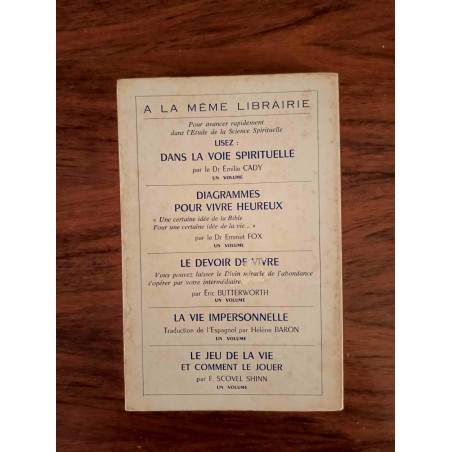 A LA MÊME LIBRAIRIE
Pour avancer rapidement
dans l'Etude de la Science Spirituelle
LISEZ :
DANS LA VOIE SPIRITUELLE
par le Dr Emilie CADY
UN VOLUME
DIAGRAMMES
POUR VIVRE HEUREUX
« Une certaine idée de la Bible
Pour une certaine idée de la vie... »
par le Dr Emmet FOX
UN VOLUME
LE DEVOIR DE VIVRE
Vous pouvez laisser le Divin miracle de l'abondance
s'opérer par votre intermédiaire.
par Éric BUTTERWORTH
UN VOLUME
LA VIE IMPERSONNELLE
Traduction de l'Espagnol par Hélène BARON
UN VOLUME
LE JEU DE LA VIE
ET COMMENT LE JOUER
par F. SCOVEL SHINN
UN VOLUME